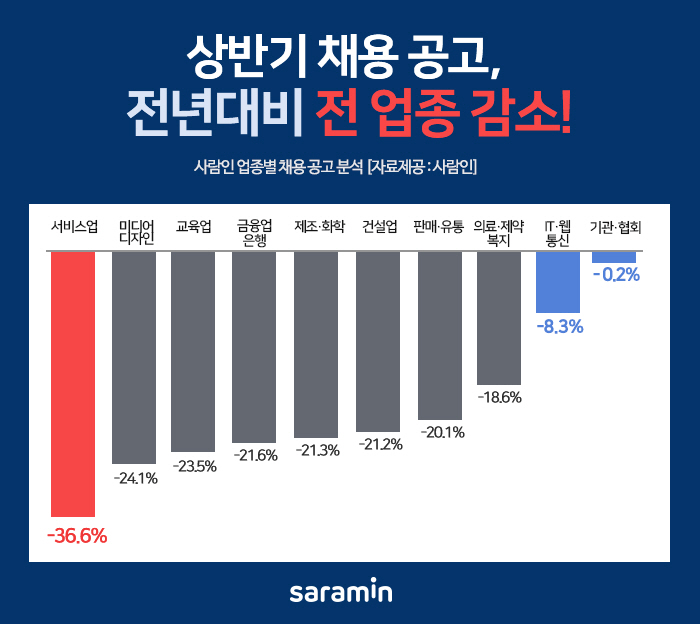 상반기 채용 공고,
전년대비 전 업종 감소!
사람인 업종별 채용 공고 분석 [자료제공 : 사람인]
서비스업
미디어
디자인
교육업
금융업
은행
제조·화학
건설업
판매·유통
의료·제약
복지
IT·웹
통신
기관·협회
-36.6%
-24.1%
-23.5%
-21.6%
-21.3%
-21.2%
-20.1%
-18.6%
-8.3%
-0.2%
saramin